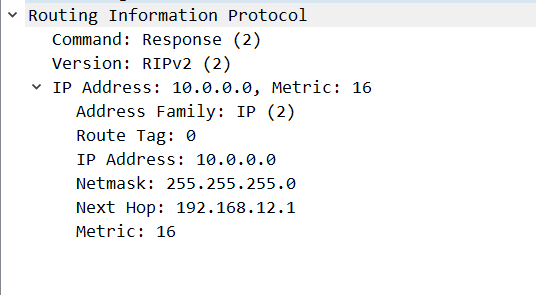 Routing Information Protocol
Command: Response (2)
Version: RIPv2 (2)
IP Address: 10.0.0.0, Metric: 16
Address Family: IP (2)
Route Tag: 0
IP Address: 10.0.0.0
Netmask: 255.255.255.0
Next Hop: 192.168.12.1
Metric: 16